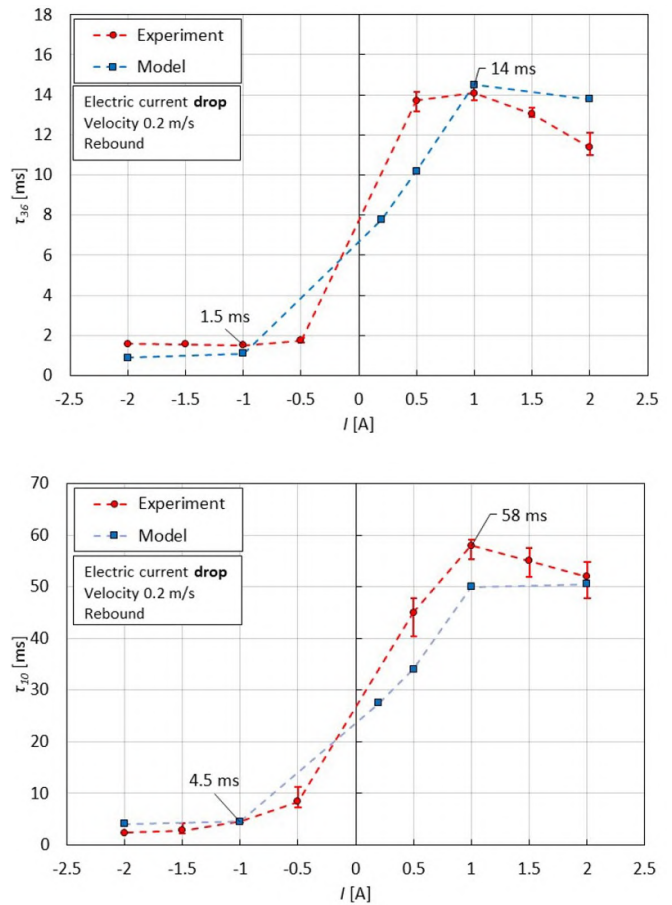 18
16
14
12
10
8
6
4
2
0
τ36 [ms]
Experiment
Model
Electric current drop
Velocity 0.2 m/s
Rebound
14 ms
1.5 ms
-2.5 -2 -1.5 -1 -0.5 0 0.5 1 1.5 2 2.5
I [A]
70
60
50
40
30
20
10
0
τ10 [ms]
Experiment
Model
Electric current drop
Velocity 0.2 m/s
Rebound
58 ms
4.5 ms
-2.5 -2 -1.5 -1 -0.5 0 0.5 1 1.5 2 2.5
I [A]